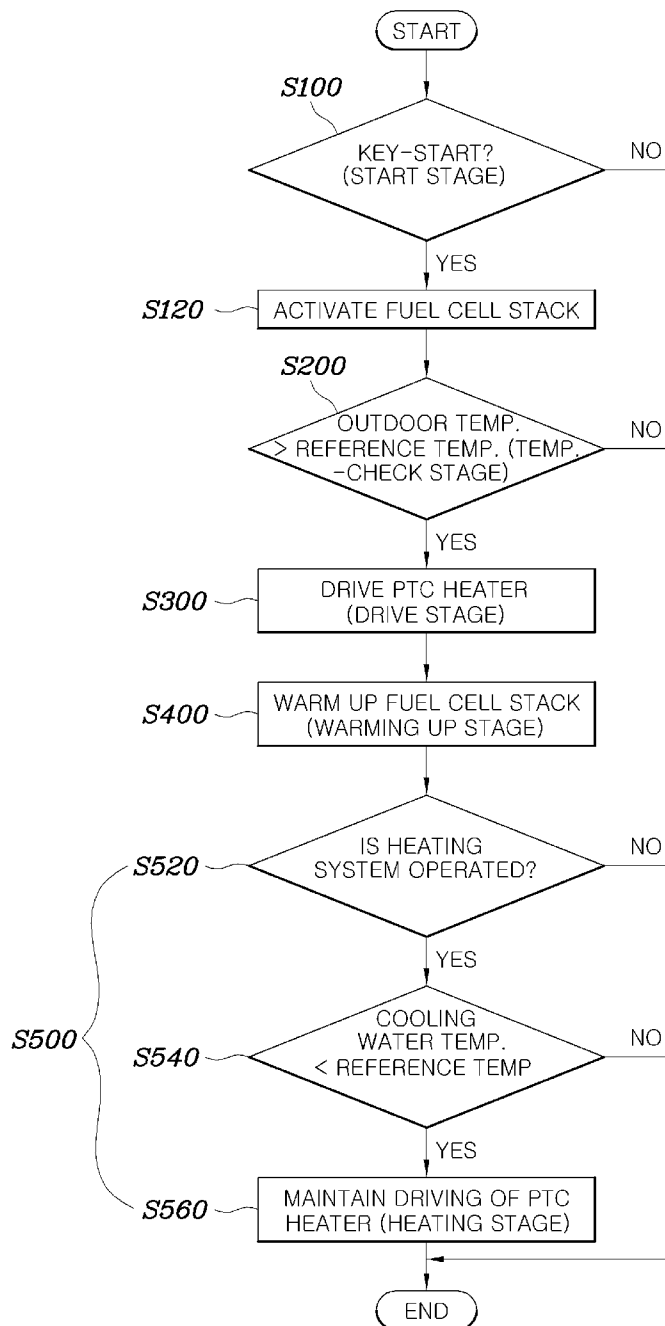 START
S100
KEY-START?
(START STAGE)
NO
YES
S120
ACTIVATE FUEL CELL STACK
S200
OUTDOOR TEMP.
> REFERENCE TEMP. (TEMP.
-CHECK STAGE)
NO
YES
S300
DRIVE PTC HEATER
(DRIVE STAGE)
S400
WARM UP FUEL CELL STACK
(WARMING UP STAGE)
S500
S520
IS HEATING
SYSTEM OPERATED?
NO
YES
S540
COOLING
WATER TEMP.
< REFERENCE TEMP
NO
YES
S560
MAINTAIN DRIVING OF PTC
HEATER (HEATING STAGE)
END